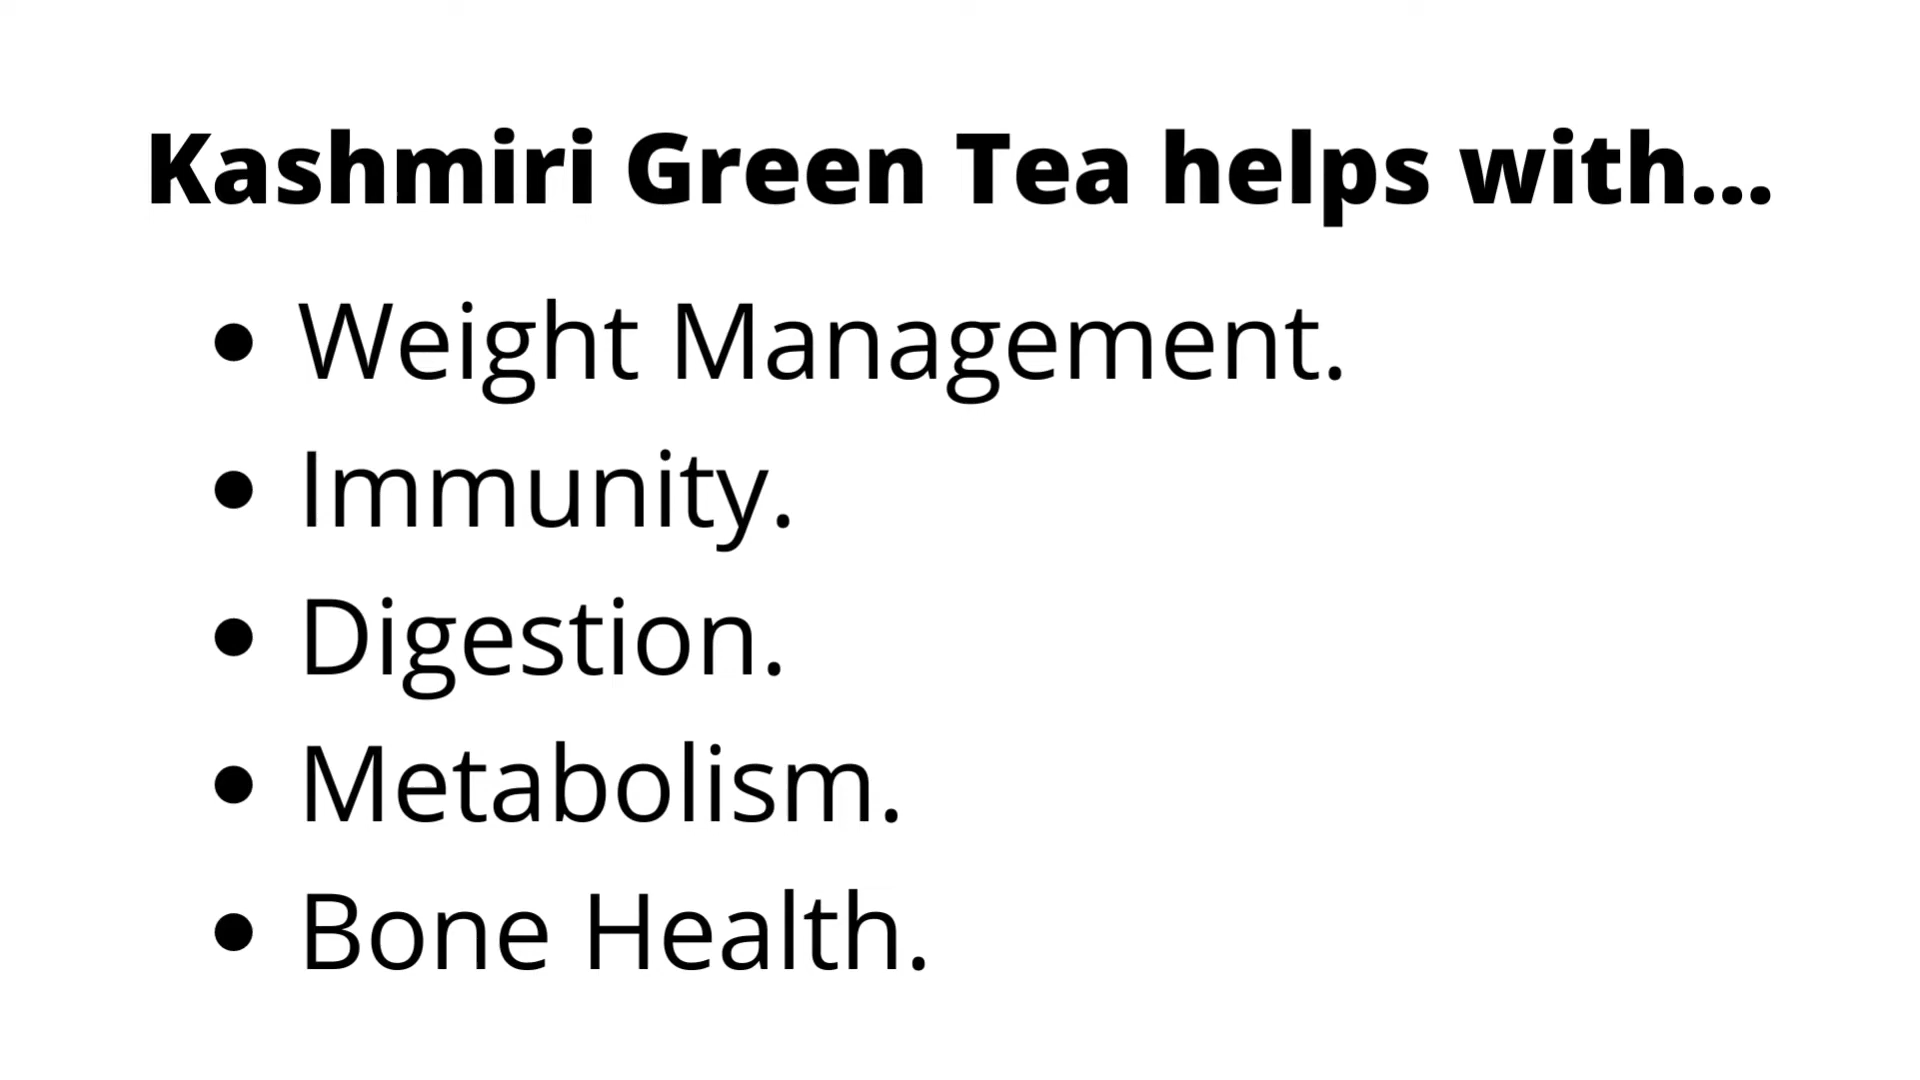 Kashmiri Green Tea helps with...
• Weight Management.
• Immunity.
• Digestion.
• Metabolism.
• Bone Health.